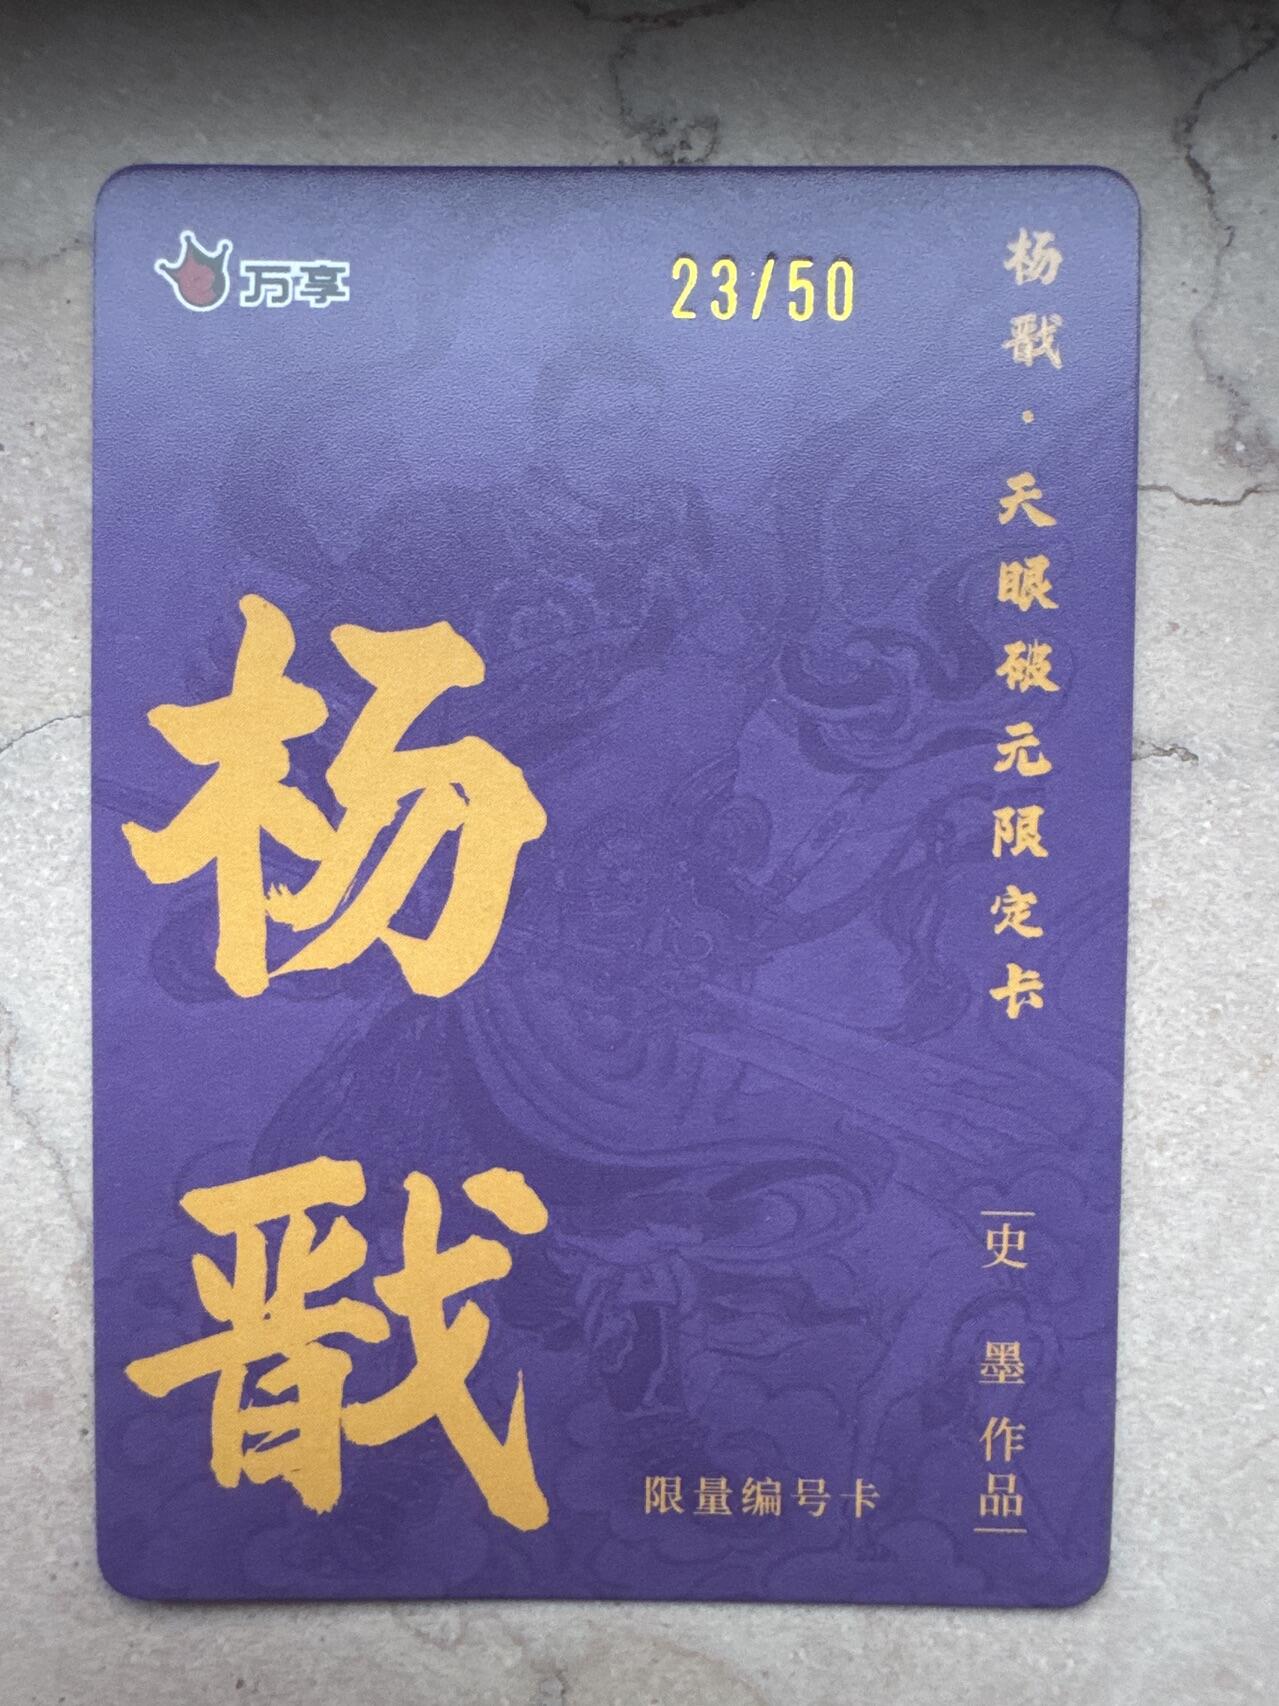 万享
23/50
杨戬·天眼破元限定卡
杨戬
史墨作品
限量编号卡